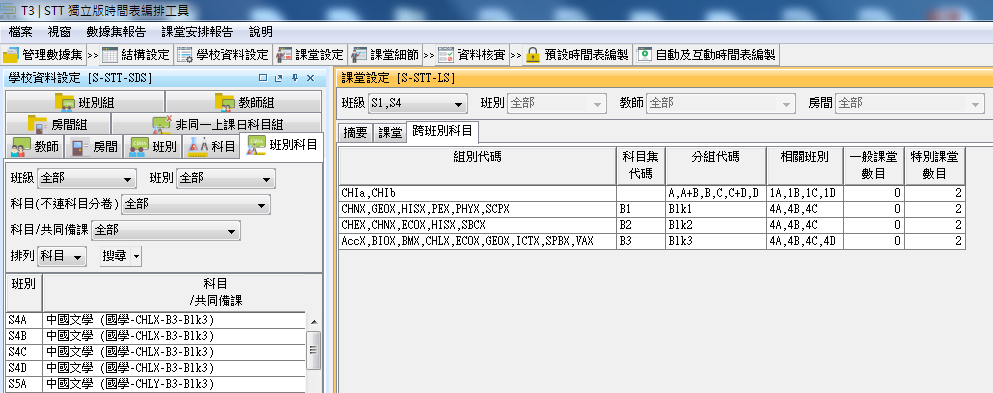 T3 | STT 獨立版時間表編排工具
檔案 視窗 數據集報告 課堂安排報告 說明
管理數據集 >> 結構設定 >> 學校資料設定 課堂設定 課堂細節 >> 資料核審 >> 預設時間表編製 自動及互動時間表編製
學校資料設定 [S-STT-SDS]
班別組 教師組
房間組 非同一上課日科目組
教師 房間 班別 科目 班別科目
班級 全部 班別 全部
科目(不連科目分卷) 全部
科目/共同備課 全部
排列 科目 搜尋
班別 科目
/共同備課
S4A 中國文學 (國學-CHLX-B3-Blk3)
S4B 中國文學 (國學-CHLX-B3-Blk3)
S4C 中國文學 (國學-CHLX-B3-Blk3)
S4D 中國文學 (國學-CHLX-B3-Blk3)
S5A 中國文學 (國學-CHLY-B3-Blk3)
課堂設定 [S-STT-LS]
班級 S1,S4 班別 全部 教師 全部 房間 全部
摘要 課堂 跨班別科目
組別代碼 科目集 分組代碼 相關班別 一般課堂 特別課堂
代碼 數目 數目
CHIa,CHIb A,A+B,B,C,C+D,D 1A,1B,1C,1D 0 2
CHNX,GEOX,HISX,PEX,PHYX,SCPX B1 Blk1 4A,4B,4C 0 2
CHEX,CHNX,ECOX,HISX,SBCX B2 Blk2 4A,4B,4C 0 2
AccX,BIOX,BMX,CHLX,ECOX,GEOX,ICTX,SPBX,VAX B3 Blk3 4A,4B,4C,4D 0 2